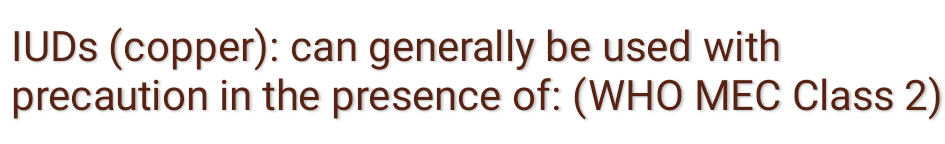 IUDs (copper): can generally be used with
precaution in the presence of: (WHO MEC Class 2)